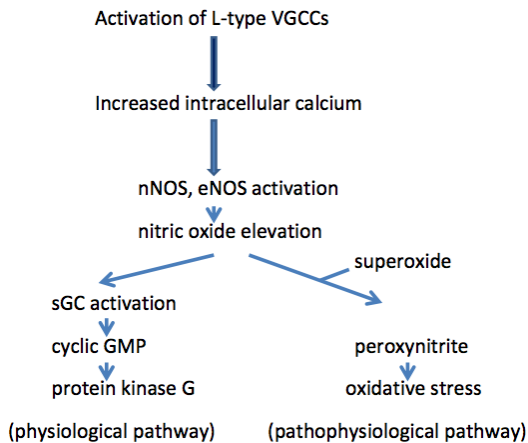 Activation of L-type VGCCs
Increased intracellular calcium
nNOS, eNOS activation
nitric oxide elevation
superoxide
sGC activation
cyclic GMP
peroxynitrite
protein kinase G
oxidative stress
(physiological pathway)
(pathophysiological pathway)